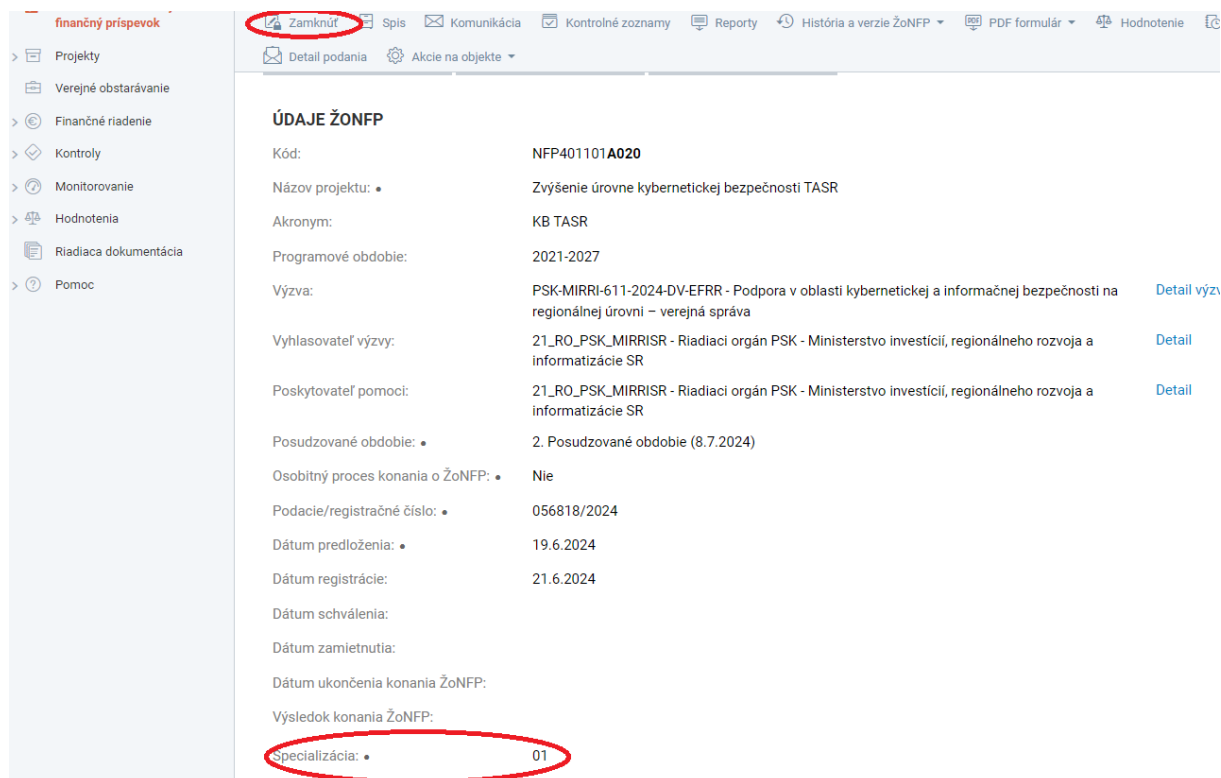 finančný príspevok
Projekty
Verejné obstarávanie
Finančné riadenie
Kontroly
Monitorovanie
Hodnotenia
Riadiaca dokumentácia
Pomoc
Zamknúť Spis Komunikácia Kontrolné zoznamy Reporty História a verzie ŽoNFP PDF formulár Hodnotenie
Detail podania Akcie na objekte
ÚDAJE ŽONFP
Kód: NFP401101A020
Názov projektu: • Zvýšenie úrovne kybernetickej bezpečnosti TASR
Akronym: KB TASR
Programové obdobie: 2021-2027
Výzva: PSK-MIRRI-611-2024-DV-EFRR - Podpora v oblasti kybernetickej a informačnej bezpečnosti na Detail výzv
regionálnej úrovni – verejná správa
Vyhlasovateľ výzvy: 21_RO_PSK_MIRRISR - Riadiaci orgán PSK - Ministerstvo investícií, regionálneho rozvoja a Detail
informatizácie SR
Poskytovateľ pomoci: 21_RO_PSK_MIRRISR - Riadiaci orgán PSK - Ministerstvo investícií, regionálneho rozvoja a Detail
informatizácie SR
Posudzované obdobie: • 2. Posudzované obdobie (8.7.2024)
Osobitný proces konania o ŽoNFP: • Nie
Podacie/registračné číslo: • 056818/2024
Dátum predloženia: • 19.6.2024
Dátum registrácie: 21.6.2024
Dátum schválenia:
Dátum zamietnutia:
Dátum ukončenia konania ŽoNFP:
Výsledok konania ŽoNFP:
Špecializácia: • 01